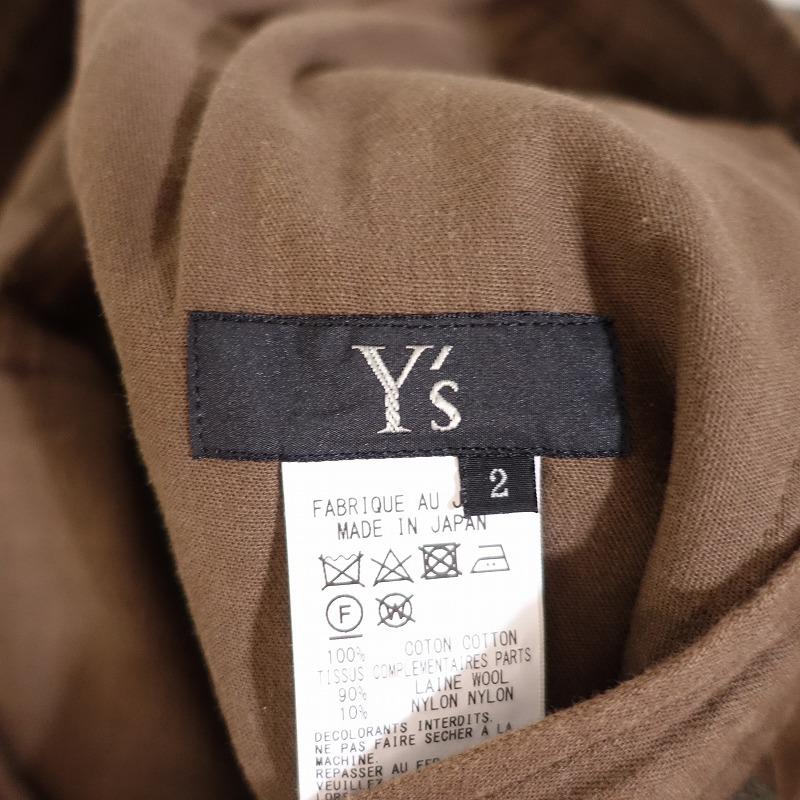 Y's
2
FABRIQUE AU
MADE IN JAPAN
F W
100% COTON COTTON
TISSUS COMPLEMENTAIRES PARTS
90% LAINE WOOL
10% NYLON NYLON
DECOLORANTS INTERDITS.
NE PAS FAIRE SECHER A LA
MACHINE.
REPASSER AU FER
VEUILLEZ